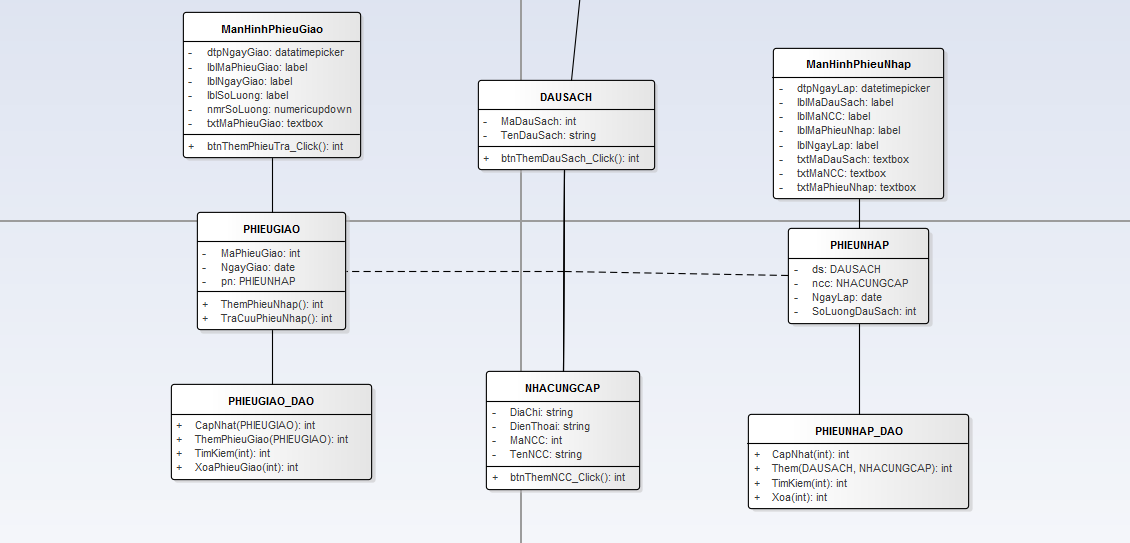 ManHinhPhieuGiao
- dtpNgayGiao: datatimepicker
- lblMaPhieuGiao: label
- lblNgayGiao: label
- lblSoLuong: label
- nmrSoLuong: numericupdown
- txtMaPhieuGiao: textbox
+ btnThemPhieuTra_Click(): int
DAUSACH
- MaDauSach: int
- TenDauSach: string
+ btnThemDauSach_Click(): int
ManHinhPhieuNhap
- dtpNgayLap: datetimepicker
- lblMaDauSach: label
- lblMaNCC: label
- lblMaPhieuNhap: label
- lblNgayLap: label
- txtMaDauSach: textbox
- txtMaNCC: textbox
- txtMaPhieuNhap: textbox
PHIEUGIAO
- MaPhieuGiao: int
- NgayGiao: date
- pn: PHIEUNHAP
+ ThemPhieuNhap(): int
+ TraCuuPhieuNhap(): int
PHIEUNHAP
- ds: DAUSACH
- ncc: NHACUNGCAP
- NgayLap: date
- SoLuongDauSach: int
PHIEUGIAO_DAO
+ CapNhat(PHIEUGIAO): int
+ ThemPhieuGiao(PHIEUGIAO): int
+ TimKiem(int): int
+ XoaPhieuGiao(int): int
NHACUNGCAP
- DiaChi: string
- DienThoai: string
- MaNCC: int
- TenNCC: string
+ btnThemNCC_Click(): int
PHIEUNHAP_DAO
+ CapNhat(int): int
+ Them(DAUSACH, NHACUNGCAP): int
+ TimKiem(int): int
+ Xoa(int): int